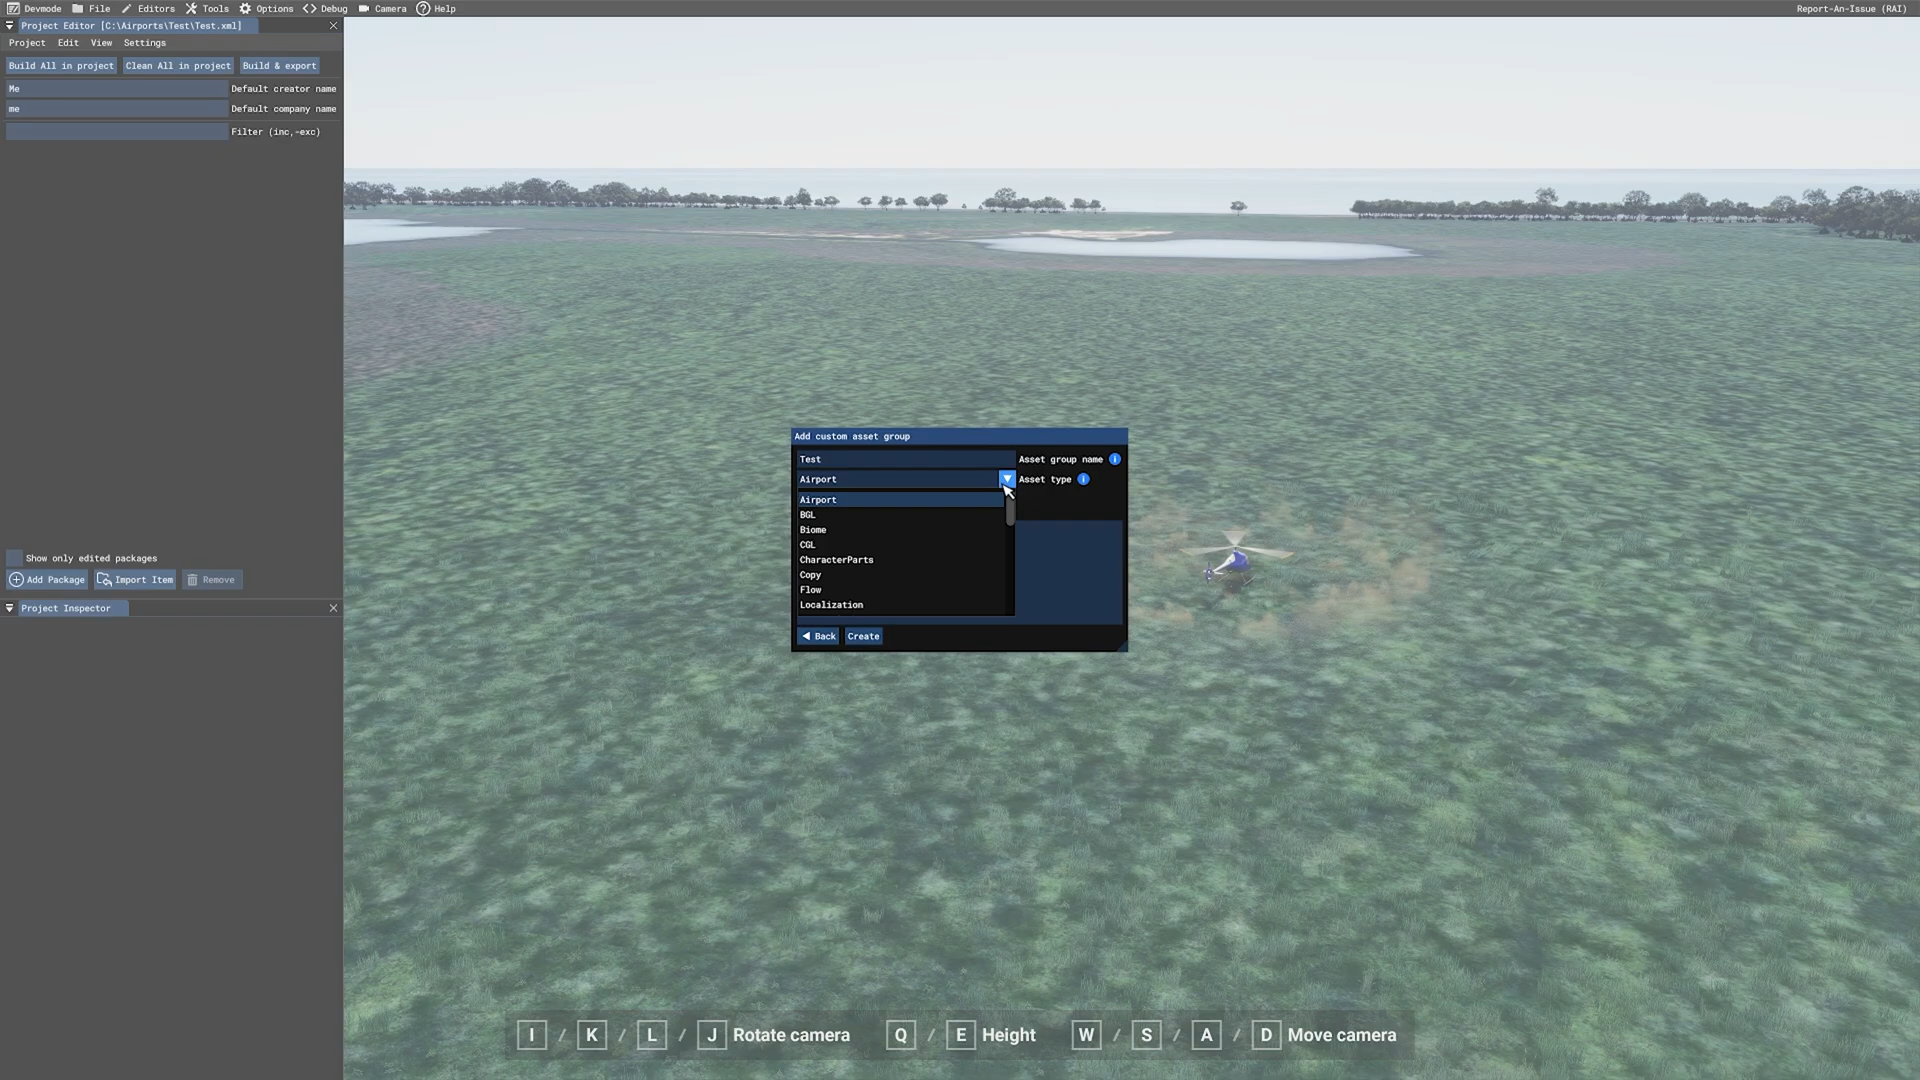 Devmode File Editors Tools Options Debug Camera Help Report-An-Issue (RAI)
Project Editor [C:\Airports\Test\Test.xml]
Project Edit View Settings
Build All in project Clean All in project Build & export
Me Default creator name
me Default company name
Filter (inc,-exc)
Show only edited packages
Add Package Import Item Remove
Project Inspector
Add custom asset group
Test Asset group name
Airport Asset type
Airport
BGL
Biome
CGL
CharacterParts
Copy
Flow
Localization
Back Create
I / K / L / J Rotate camera Q / E Height W / S / A / D Move camera